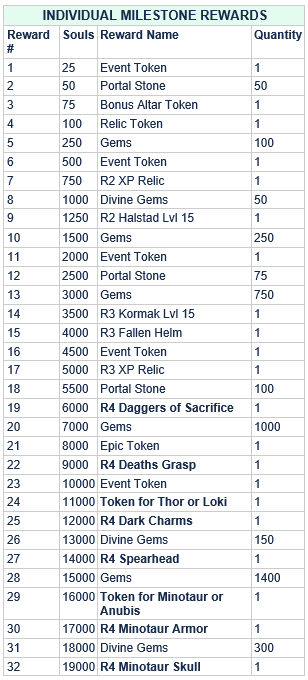 INDIVIDUAL MILESTONE REWARDS
Reward # Souls Reward Name Quantity
1 25 Event Token 1
2 50 Portal Stone 50
3 75 Bonus Altar Token 1
4 100 Relic Token 1
5 250 Gems 100
6 500 Event Token 1
7 750 R2 XP Relic 1
8 1000 Divine Gems 50
9 1250 R2 Halstad Lvl 15 1
10 1500 Gems 250
11 2000 Event Token 1
12 2500 Portal Stone 75
13 3000 Gems 750
14 3500 R3 Kormak Lvl 15 1
15 4000 R3 Fallen Helm 1
16 4500 Event Token 1
17 5000 R3 XP Relic 1
18 5500 Portal Stone 100
19 6000 R4 Daggers of Sacrifice 1
20 7000 Gems 1000
21 8000 Epic Token 1
22 9000 R4 Deaths Grasp 1
23 10000 Event Token 1
24 11000 Token for Thor or Loki 1
25 12000 R4 Dark Charms 1
26 13000 Divine Gems 150
27 14000 R4 Spearhead 1
28 15000 Gems 1400
29 16000 Token for Minotaur or Anubis 1
30 17000 R4 Minotaur Armor 1
31 18000 Divine Gems 300
32 19000 R4 Minotaur Skull 1